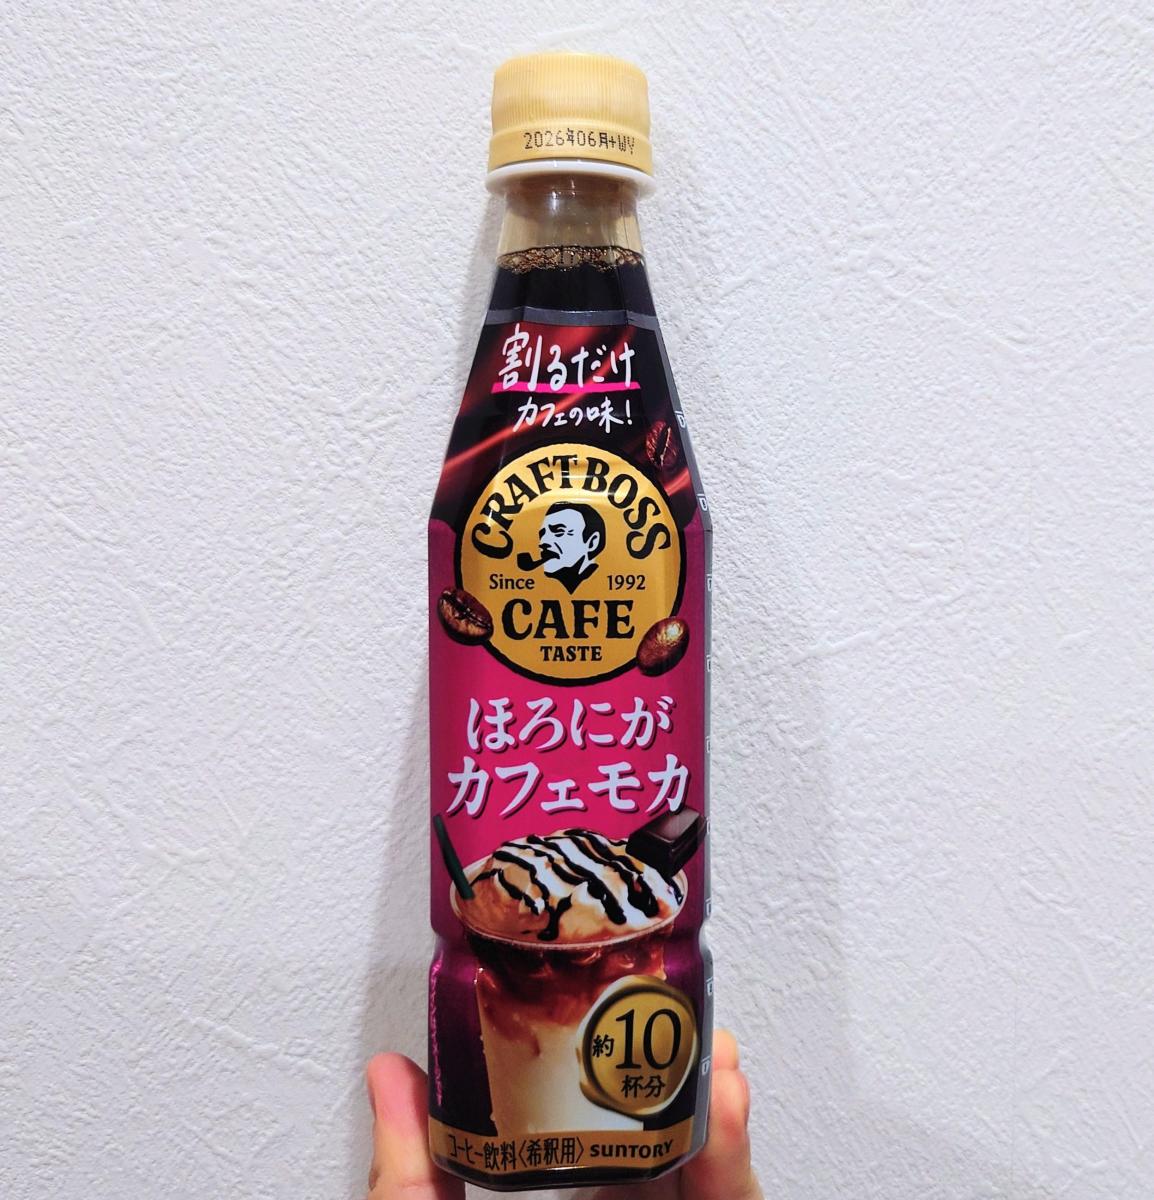 2026年06月+WY
割るだけ
カフェの味!
CRAFT BOSS
Since 1992
CAFE
TASTE
ほろにが
カフェモカ
約10
杯分
コーヒー飲料〈希釈用〉 SUNTORY